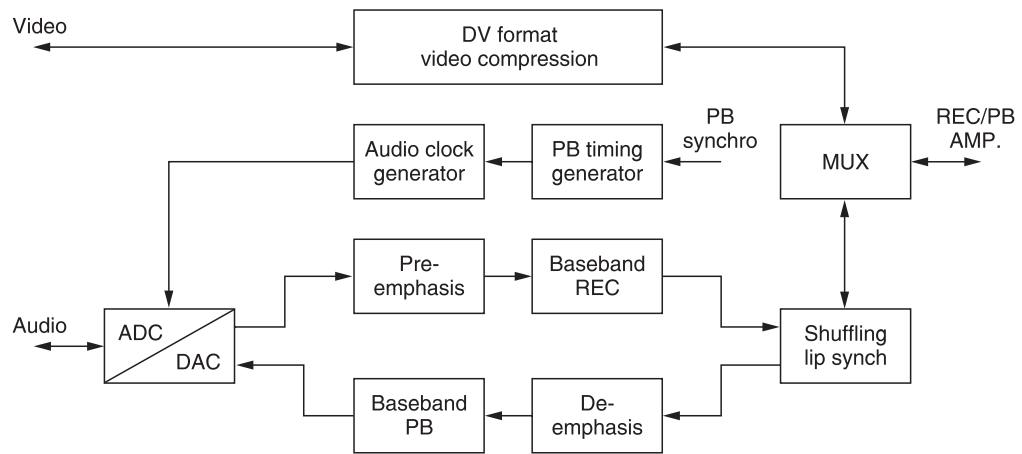 Video
DV format
video compression
PB
synchro
REC/PB
AMP.
Audio clock
generator
PB timing
generator
MUX
Pre-
emphasis
Baseband
REC
Audio
ADC
DAC
Shuffling
lip synch
Baseband
PB
De-
emphasis